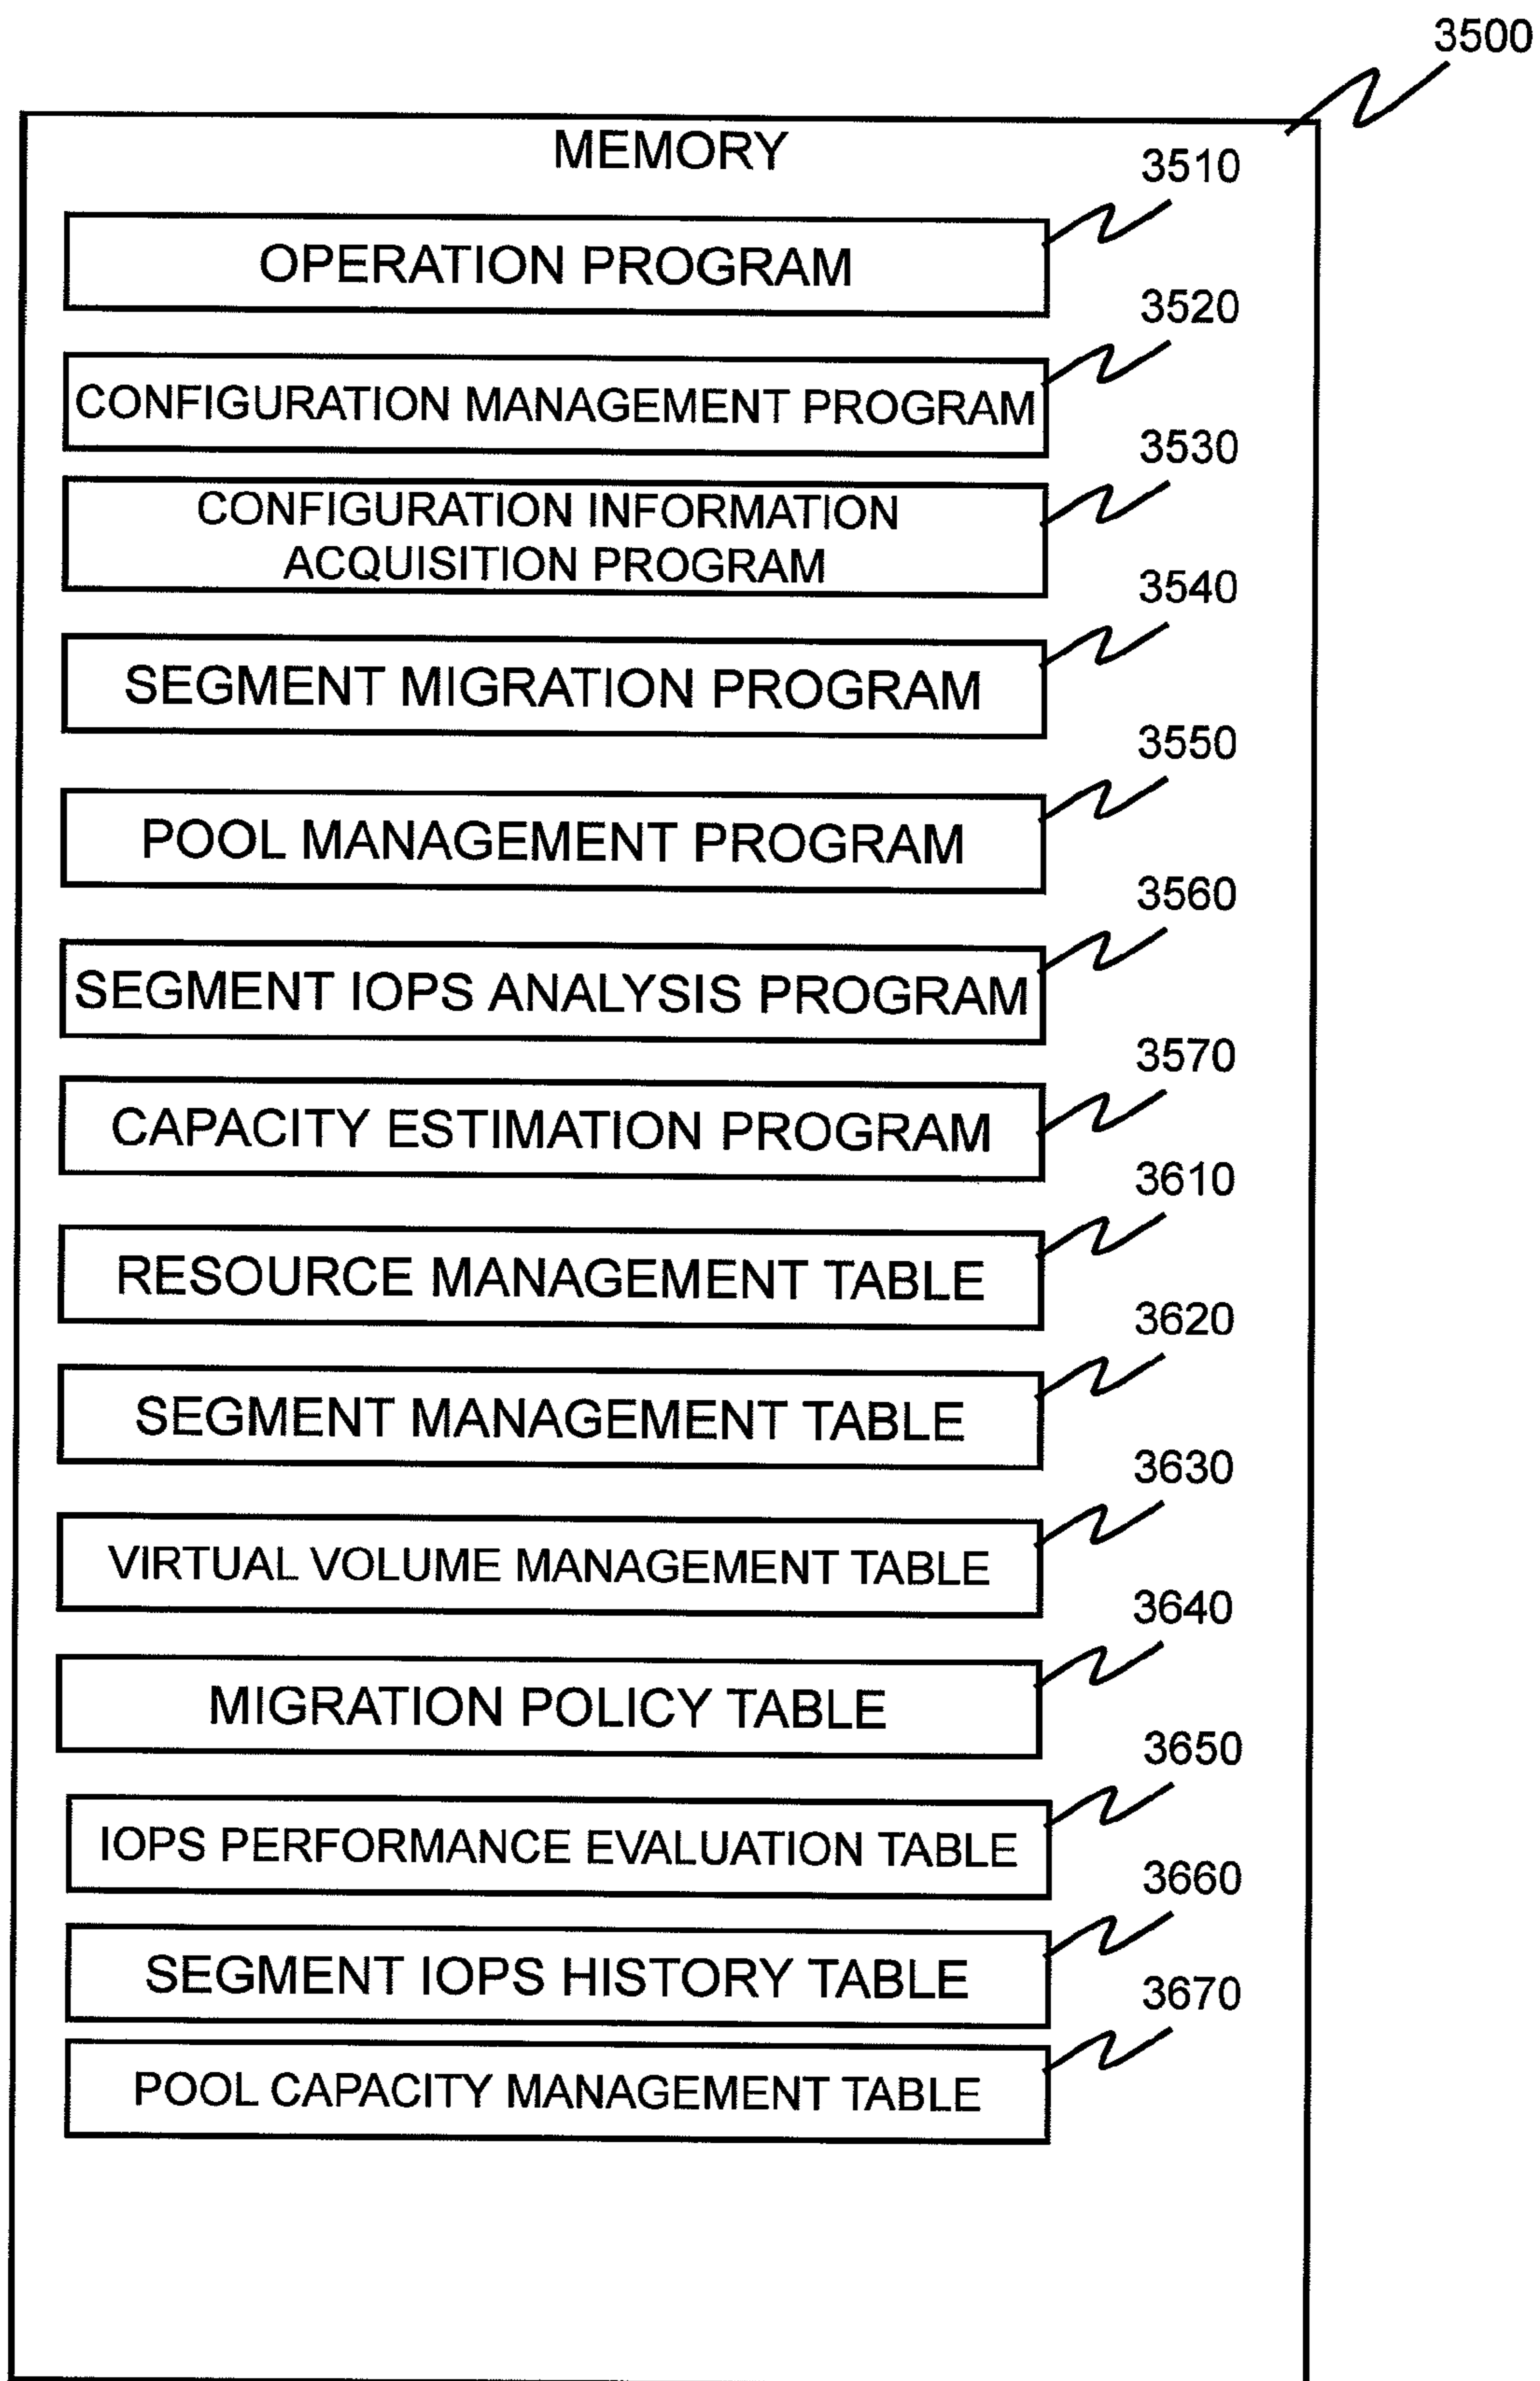 3500
MEMORY
3510
OPERATION PROGRAM
3520
CONFIGURATION MANAGEMENT PROGRAM
3530
CONFIGURATION INFORMATION
ACQUISITION PROGRAM
3540
SEGMENT MIGRATION PROGRAM
3550
POOL MANAGEMENT PROGRAM
3560
SEGMENT IOPS ANALYSIS PROGRAM
3570
CAPACITY ESTIMATION PROGRAM
3610
RESOURCE MANAGEMENT TABLE
3620
SEGMENT MANAGEMENT TABLE
3630
VIRTUAL VOLUME MANAGEMENT TABLE
3640
MIGRATION POLICY TABLE
3650
IOPS PERFORMANCE EVALUATION TABLE
3660
SEGMENT IOPS HISTORY TABLE
3670
POOL CAPACITY MANAGEMENT TABLE